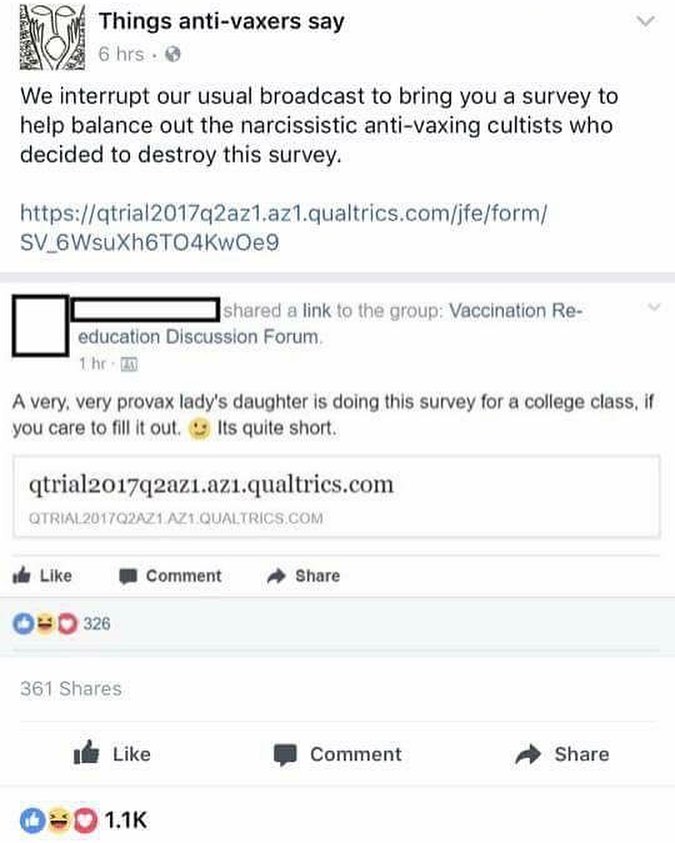 Things anti-vaxers say
6 hrs ·
We interrupt our usual broadcast to bring you a survey to
help balance out the narcissistic anti-vaxing cultists who
decided to destroy this survey.
https://qtrial2017q2az1.az1.qualtrics.com/jfe/form/
SV_6WsuXh6TO4KwOe9
shared a link to the group: Vaccination Re-
education Discussion Forum.
1 hr ·
A very, very provax lady's daughter is doing this survey for a college class, if
you care to fill it out. 😉 Its quite short.
qtrial2017q2az1.az1.qualtrics.com
QTRIAL2017Q2AZ1.AZ1.QUALTRICS.COM
Like Comment Share
326
361 Shares
Like Comment Share
1.1K